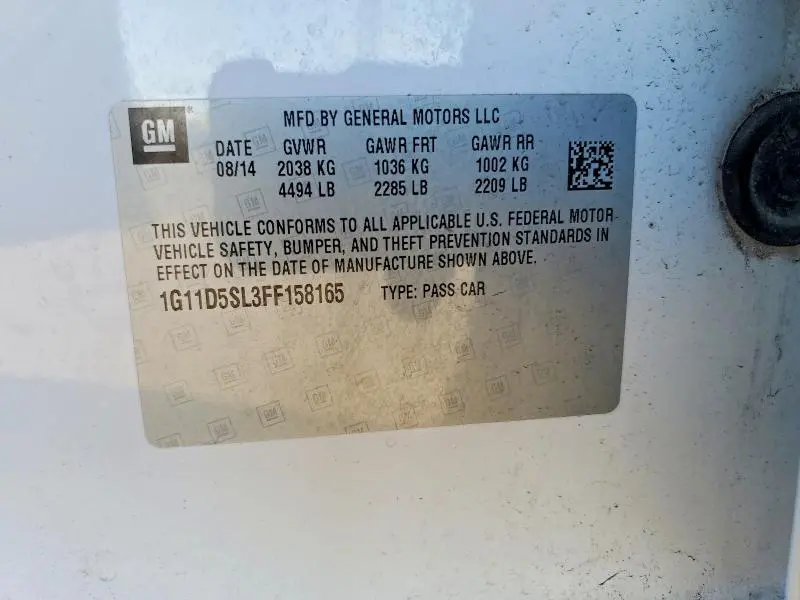 GM
MFD BY GENERAL MOTORS LLC
DATE GVWR GAWR FRT GAWR RR
08/14 2038 KG 1036 KG 1002 KG
4494 LB 2285 LB 2209 LB
THIS VEHICLE CONFORMS TO ALL APPLICABLE U.S. FEDERAL MOTOR
VEHICLE SAFETY, BUMPER, AND THEFT PREVENTION STANDARDS IN
EFFECT ON THE DATE OF MANUFACTURE SHOWN ABOVE.
1G11D5SL3FF158165 TYPE: PASS CAR